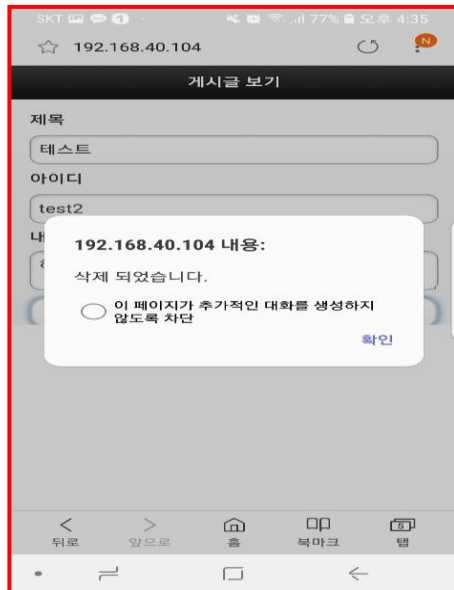 SKT 1 77% 오후 4:35
192.168.40.104 N
게시글 보기
제목
테스트
아이디
test2
192.168.40.104 내용:
삭제 되었습니다.
이 페이지가 추가적인 대화를 생성하지
않도록 차단
확인
뒤로 앞으로 홈 북마크 5 탭